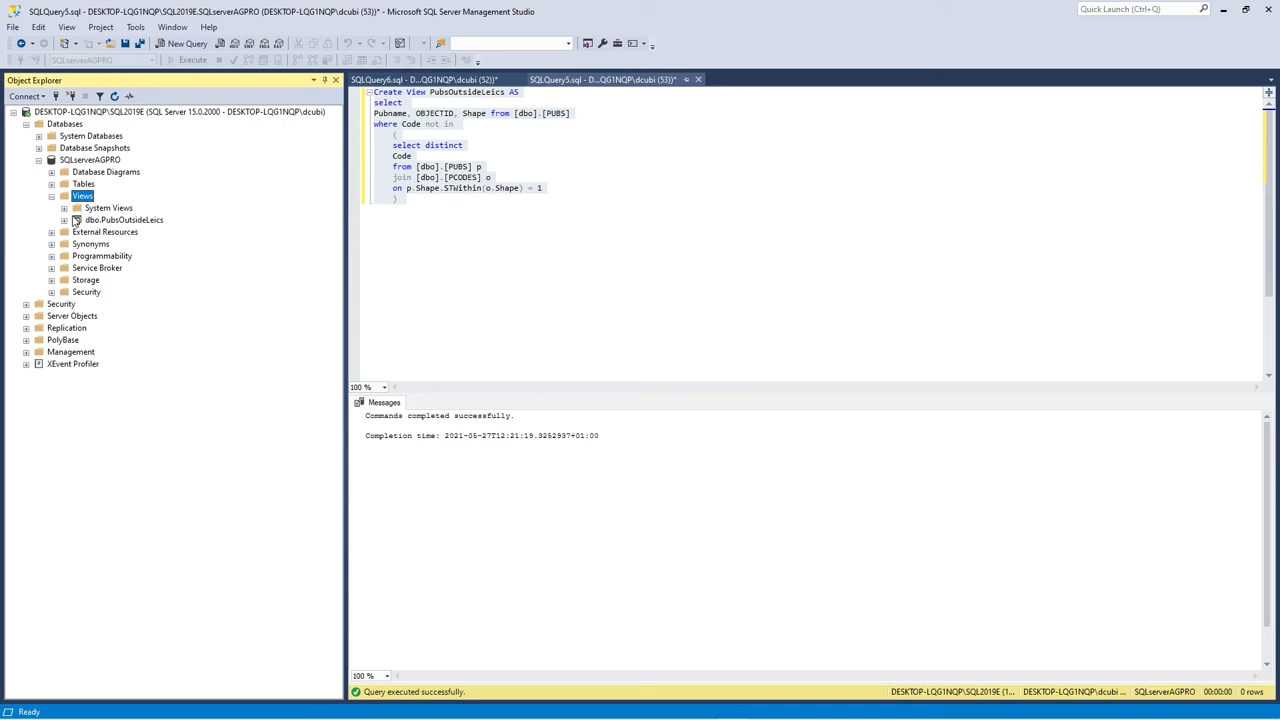 SQLQuery5.sql - DESKTOP-LQG1NQP\SQL2019E.SQLserverAGPRO (DESKTOP-LQG1NQP\dcubi (53))* - Microsoft SQL Server Management Studio
Quick Launch (Ctrl+Q)
File Edit View Project Tools Window Help
New Query
SQLserverAGPRO
Execute
Object Explorer
SQLQuery6.sql - D...QG1NQP\dcubi (52))*
SQLQuery5.sql - D...QG1NQP\dcubi (53))*
Connect
DESKTOP-LQG1NQP\SQL2019E (SQL Server 15.0.2000 - DESKTOP-LQG1NQP\dcubi)
Databases
System Databases
Database Snapshots
SQLserverAGPRO
Database Diagrams
Tables
Views
System Views
dbo.PubsOutsideLeics
External Resources
Synonyms
Programmability
Service Broker
Storage
Security
Security
Server Objects
Replication
PolyBase
Management
XEvent Profiler
Create View PubsOutsideLeics AS
select
Pubname, OBJECTID, Shape from [dbo].[PUBS]
where Code not in
(
select distinct
Code
from [dbo].[PUBS] p
join [dbo].[PCODES] o
on p.Shape.STWithin(o.Shape) = 1
)
100 %
Messages
Commands completed successfully.
Completion time: 2021-05-27T12:21:19.3252937+01:00
100 %
Query executed successfully.
DESKTOP-LQG1NQP\SQL2019E (1... DESKTOP-LQG1NQP\dcubi ... SQLserverAGPRO 00:00:00 0 rows
Ready